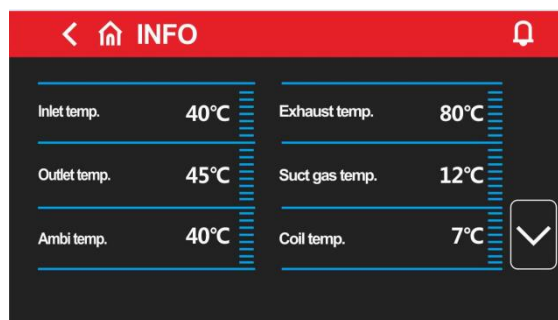 INFO
Inlet temp. 40℃ Exhaust temp. 80℃
Outlet temp. 45℃ Suct gas temp. 12℃
Ambi temp. 40℃ Coil temp. 7℃